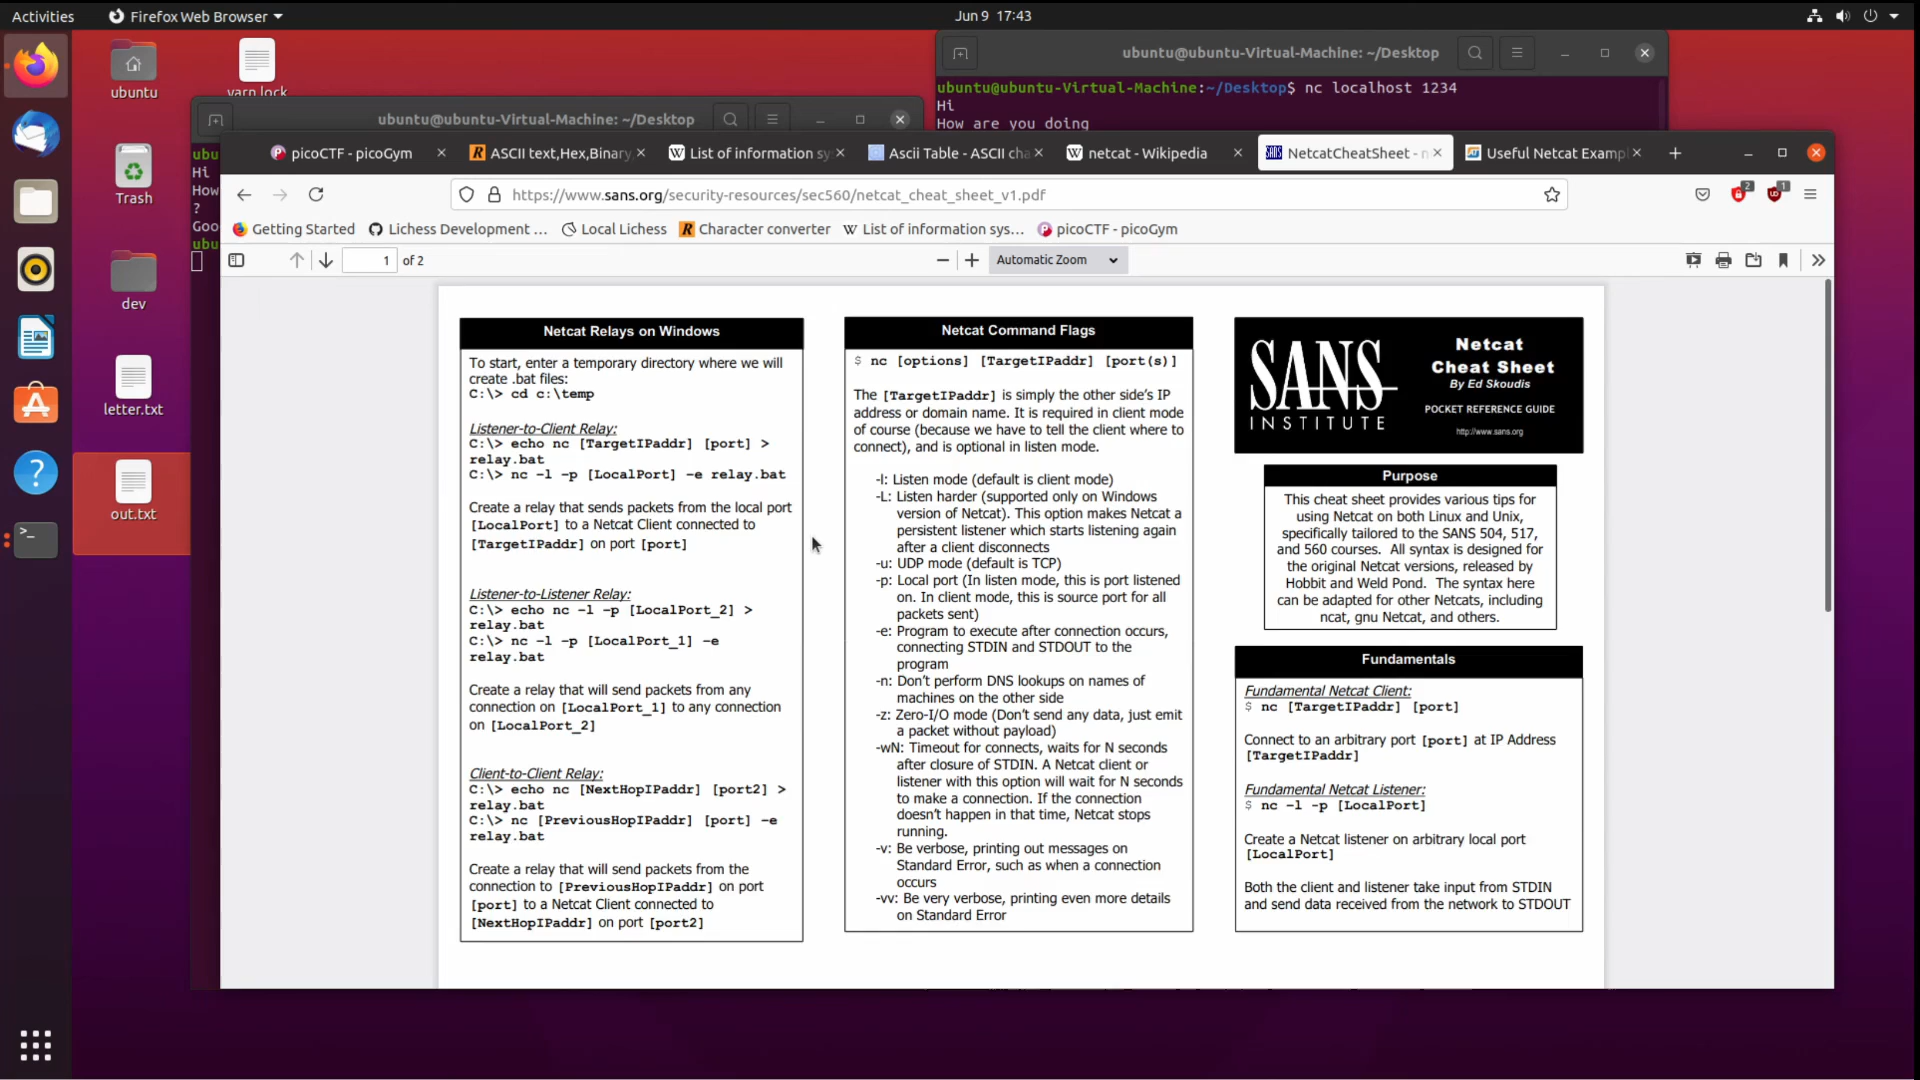 Activities
Firefox Web Browser
Jun 9 17:43
ubuntu
yarn.lock
Trash
dev
letter.txt
out.txt
ubuntu@ubuntu-Virtual-Machine: ~/Desktop
ubuntu@ubuntu-Virtual-Machine:~/Desktop$ nc localhost 1234
Hi
How are you doing
ubuntu@ubuntu-Virtual-Machine: ~/Desktop
ubu
Hi
How
?
Goo
ubu
picoCTF - picoGym
ASCII text,Hex,Binary,
List of information sy
Ascii Table - ASCII cha
netcat - Wikipedia
NetcatCheatSheet - n
Useful Netcat Exampl
https://www.sans.org/security-resources/sec560/netcat_cheat_sheet_v1.pdf
2
1
Getting Started
Lichess Development ...
Local Lichess
Character converter
List of information sys...
picoCTF - picoGym
1 of 2
Automatic Zoom
Netcat Relays on Windows
To start, enter a temporary directory where we will
create .bat files:
C:\> cd c:\temp
Listener-to-Client Relay:
C:\> echo nc [TargetIPaddr] [port] >
relay.bat
C:\> nc –l –p [LocalPort] –e relay.bat
Create a relay that sends packets from the local port
[LocalPort] to a Netcat Client connected to
[TargetIPaddr] on port [port]
Listener-to-Listener Relay:
C:\> echo nc –l –p [LocalPort_2] >
relay.bat
C:\> nc –l –p [LocalPort_1] –e
relay.bat
Create a relay that will send packets from any
connection on [LocalPort_1] to any connection
on [LocalPort_2]
Client-to-Client Relay:
C:\> echo nc [NextHopIPaddr] [port2] >
relay.bat
C:\> nc [PreviousHopIPaddr] [port] –e
relay.bat
Create a relay that will send packets from the
connection to [PreviousHopIPaddr] on port
[port] to a Netcat Client connected to
[NextHopIPaddr] on port [port2]
Netcat Command Flags
$ nc [options] [TargetIPaddr] [port(s)]
The [TargetIPaddr] is simply the other side’s IP
address or domain name. It is required in client mode
of course (because we have to tell the client where to
connect), and is optional in listen mode.
-l: Listen mode (default is client mode)
-L: Listen harder (supported only on Windows
version of Netcat). This option makes Netcat a
persistent listener which starts listening again
after a client disconnects
-u: UDP mode (default is TCP)
-p: Local port (In listen mode, this is port listened
on. In client mode, this is source port for all
packets sent)
-e: Program to execute after connection occurs,
connecting STDIN and STDOUT to the
program
-n: Don’t perform DNS lookups on names of
machines on the other side
-z: Zero-I/O mode (Don’t send any data, just emit
a packet without payload)
-wN: Timeout for connects, waits for N seconds
after closure of STDIN. A Netcat client or
listener with this option will wait for N seconds
to make a connection. If the connection
doesn’t happen in that time, Netcat stops
running.
-v: Be verbose, printing out messages on
Standard Error, such as when a connection
occurs
-vv: Be very verbose, printing even more details
on Standard Error
SANS
INSTITUTE
Netcat
Cheat Sheet
By Ed Skoudis
POCKET REFERENCE GUIDE
http://www.sans.org
Purpose
This cheat sheet provides various tips for
using Netcat on both Linux and Unix,
specifically tailored to the SANS 504, 517,
and 560 courses. All syntax is designed for
the original Netcat versions, released by
Hobbit and Weld Pond. The syntax here
can be adapted for other Netcats, including
ncat, gnu Netcat, and others.
Fundamentals
Fundamental Netcat Client:
$ nc [TargetIPaddr] [port]
Connect to an arbitrary port [port] at IP Address
[TargetIPaddr]
Fundamental Netcat Listener:
$ nc –l -p [LocalPort]
Create a Netcat listener on arbitrary local port
[LocalPort]
Both the client and listener take input from STDIN
and send data received from the network to STDOUT